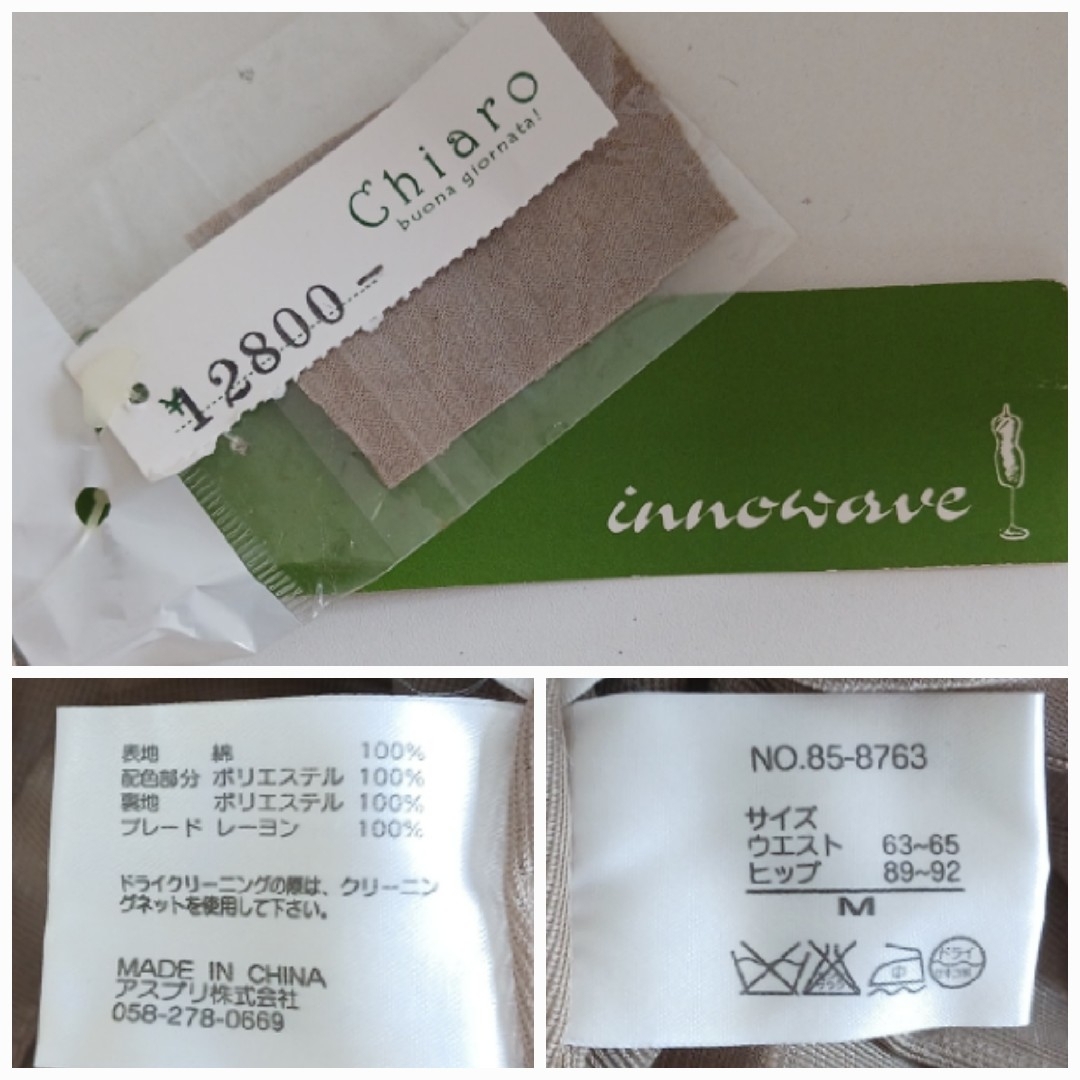 Chiaro
buona giornata!
¥12800-
innowave
表地 綿 100%
配色部分 ポリエステル 100%
裏地 ポリエステル 100%
ブレード レーヨン 100%
ドライクリーニングの際は、クリーニン
グネットを使用して下さい。
MADE IN CHINA
アスプリ株式会社
058-278-0669
NO.85-8763
サイズ
ウエスト 63~65
ヒップ 89~92
M
中 ドライ